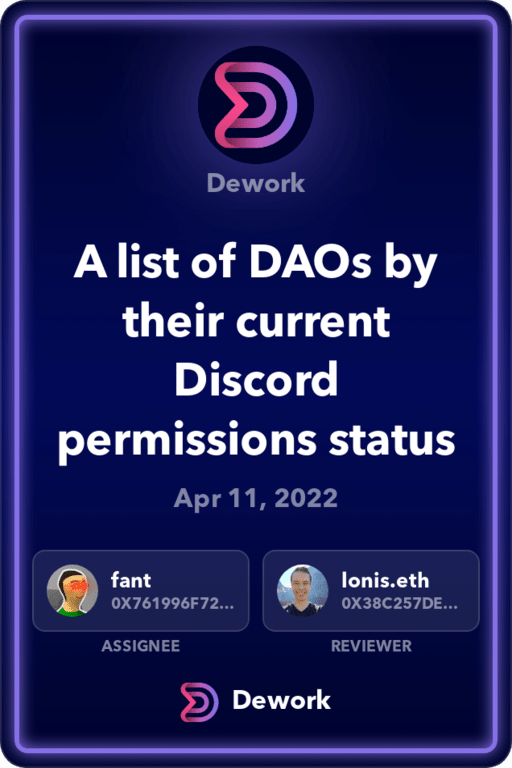 Dework
A list of DAOs by
their current
Discord
permissions status
Apr 11, 2022
fant
0X761996F72...
lonis.eth
0X38C257DE...
ASSIGNEE
REVIEWER
Dework